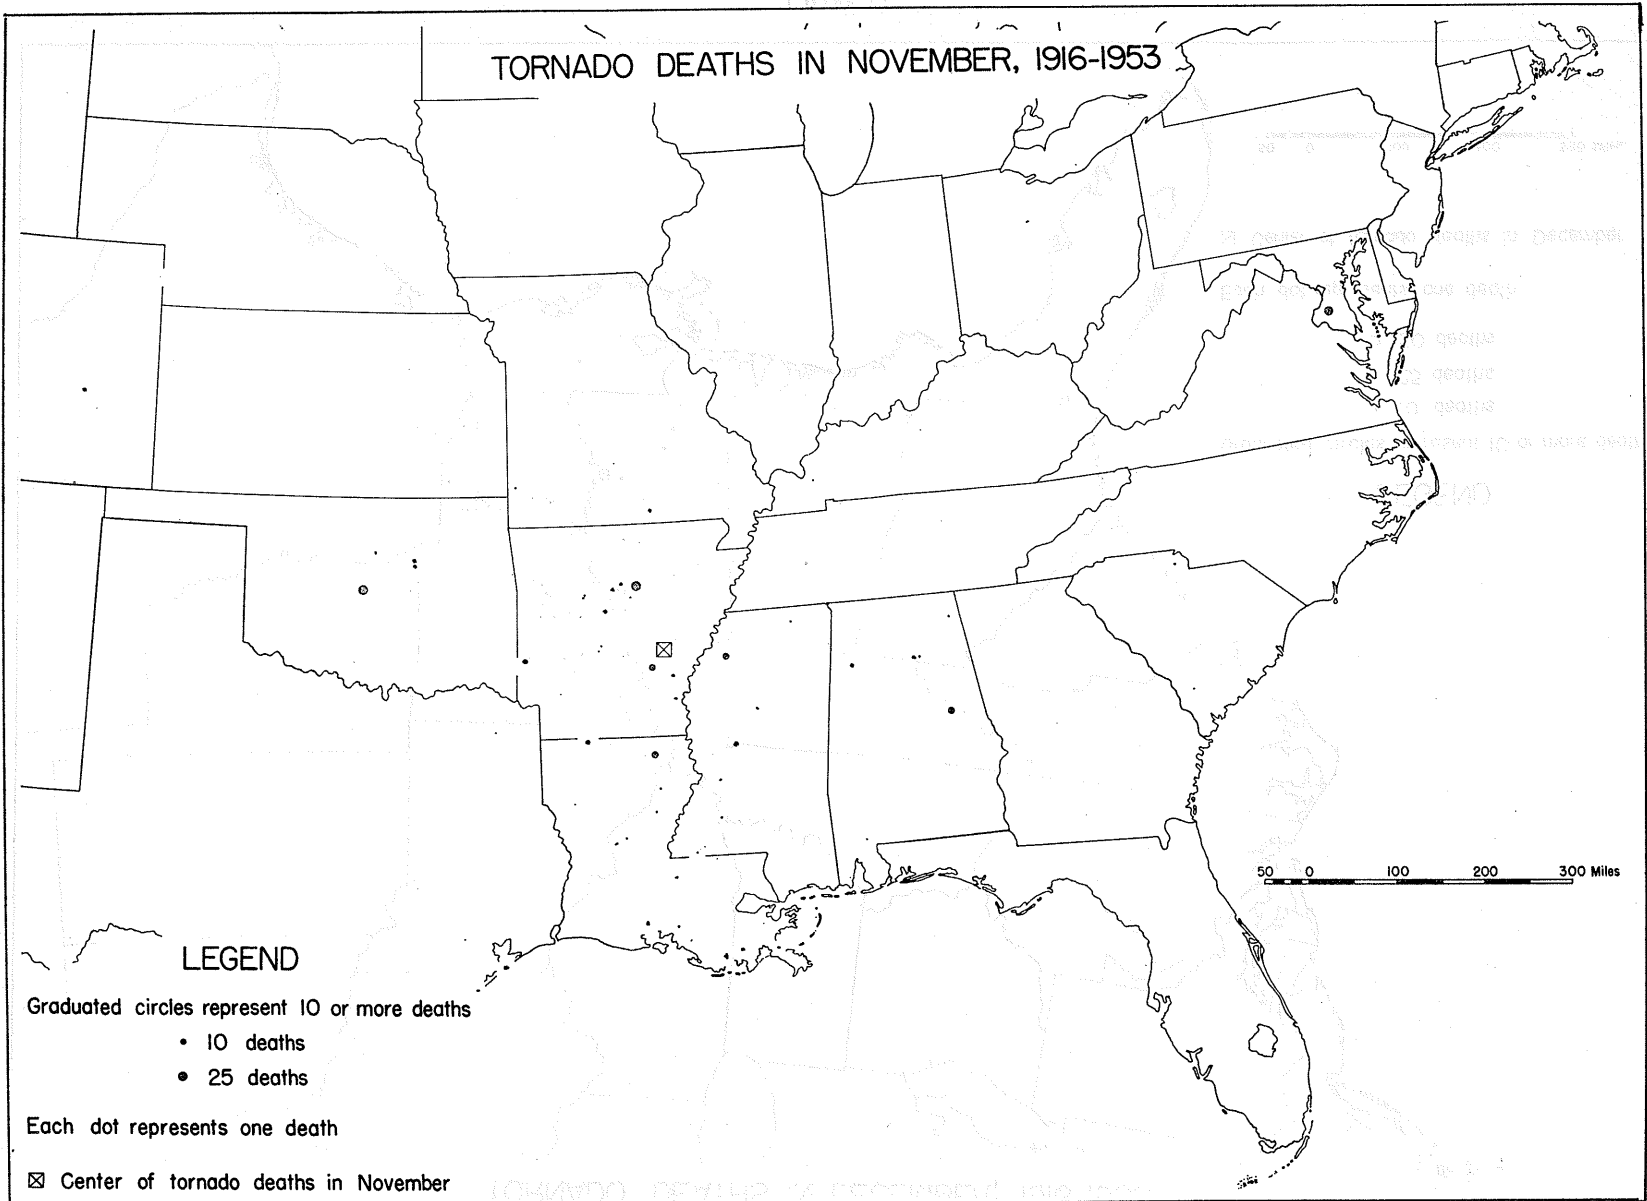 TORNADO DEATHS IN NOVEMBER, 1916-1953
50 0 100 200 300 Miles
LEGEND
Graduated circles represent 10 or more deaths
10 deaths
25 deaths
Each dot represents one death
Center of tornado deaths in November